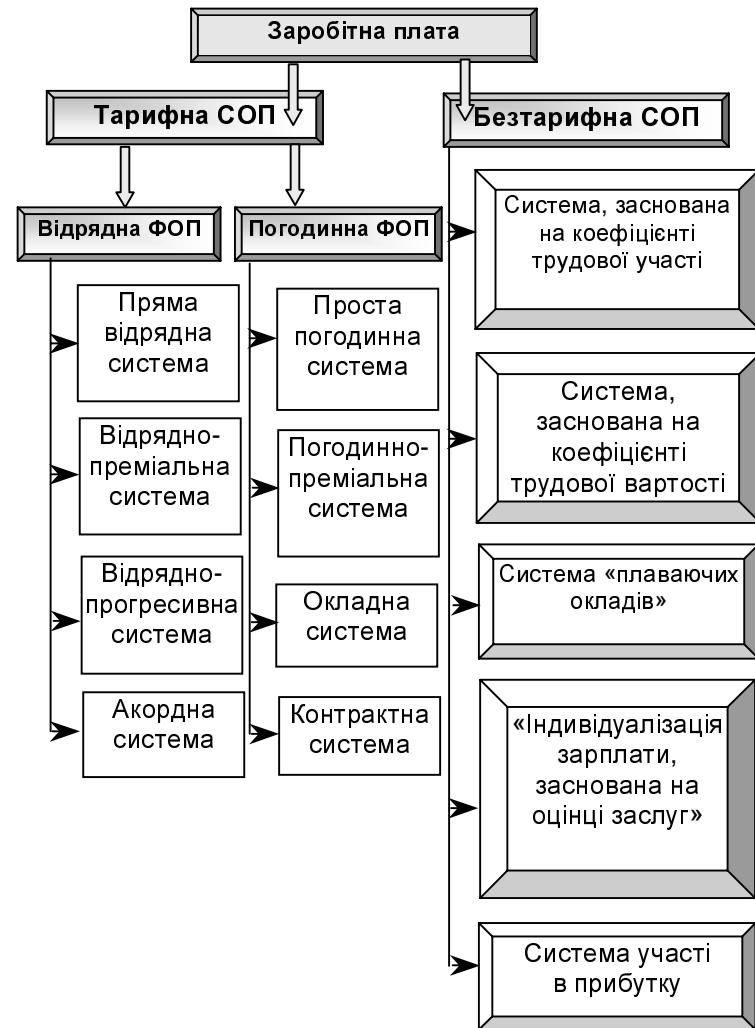 Заробітна плата
Тарифна СОП
Безтарифна СОП
Відрядна ФОП
Погодинна ФОП
Пряма
відрядна
система
Відрядно-
преміальна
система
Відрядно-
прогресивна
система
Акордна
система
Проста
погодинна
система
Погодинно-
преміальна
система
Окладна
система
Контрактна
система
Система, заснована
на коефіцієнті
трудової участі
Система,
заснована на
коефіцієнті
трудової вартості
Система «плаваючих
окладів»
«Індивідуалізація
зарплати,
заснована на
оцінці заслуг»
Система участі
в прибутку